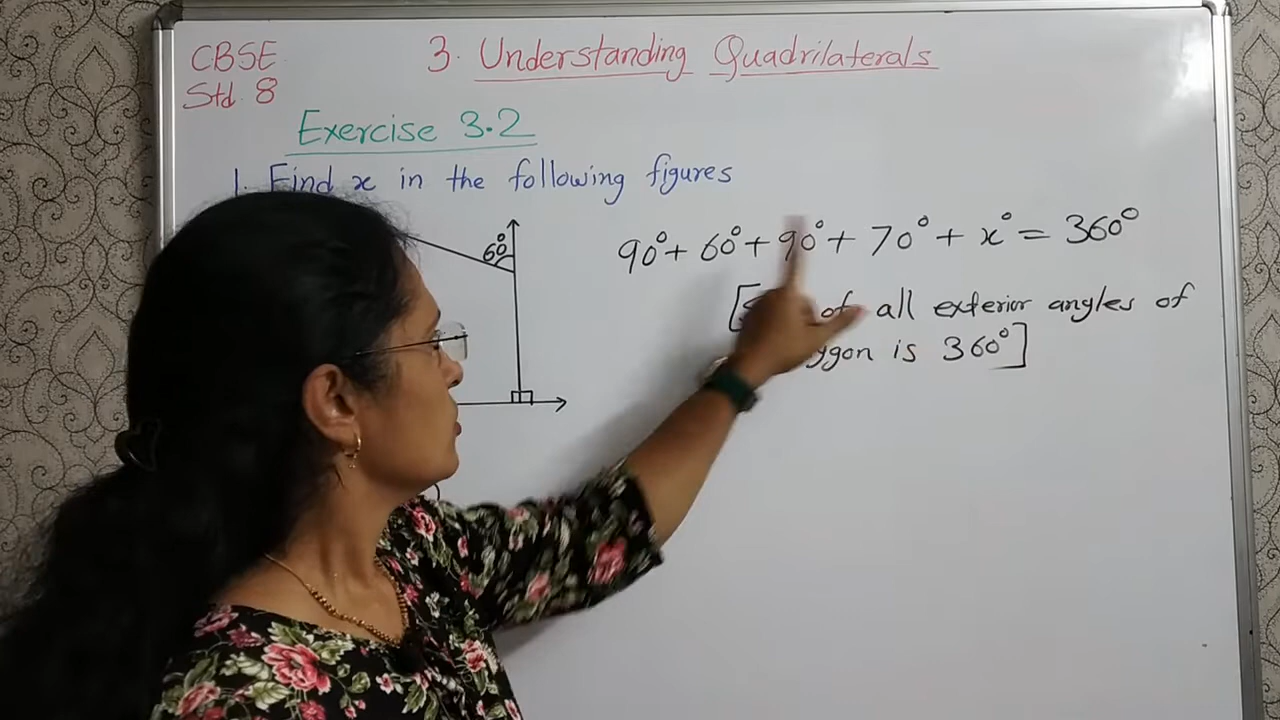 CBSE
Std 8
3. Understanding Quadrilaterals
Exercise 3.2
1. Find x in the following figures
60°
90° + 60° + 90° + 70° + x° = 360°
[ of all exterior angles of
is 360°]